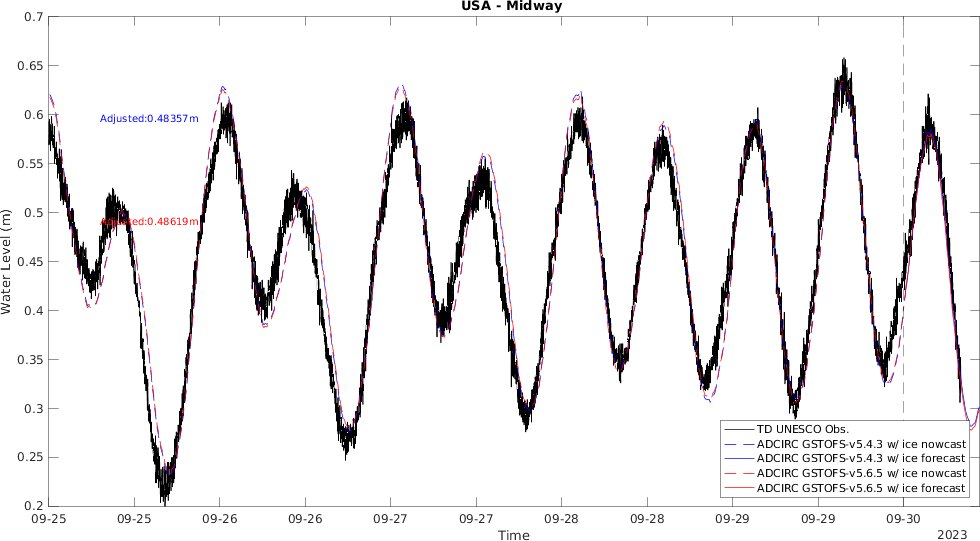 USA - Midway
0.7
0.65
0.6
0.55
0.5
0.45
0.4
0.35
0.3
0.25
0.2
Water Level (m)
Adjusted:0.48357m
Adjusted:0.48619m
TD UNESCO Obs.
ADCIRC GSTOFS-v5.4.3 w/ ice nowcast
ADCIRC GSTOFS-v5.4.3 w/ ice forecast
ADCIRC GSTOFS-v5.6.5 w/ ice nowcast
ADCIRC GSTOFS-v5.6.5 w/ ice forecast
09-25 09-25 09-26 09-26 09-27 09-27 09-28 09-28 09-29 09-29 09-30
Time
2023